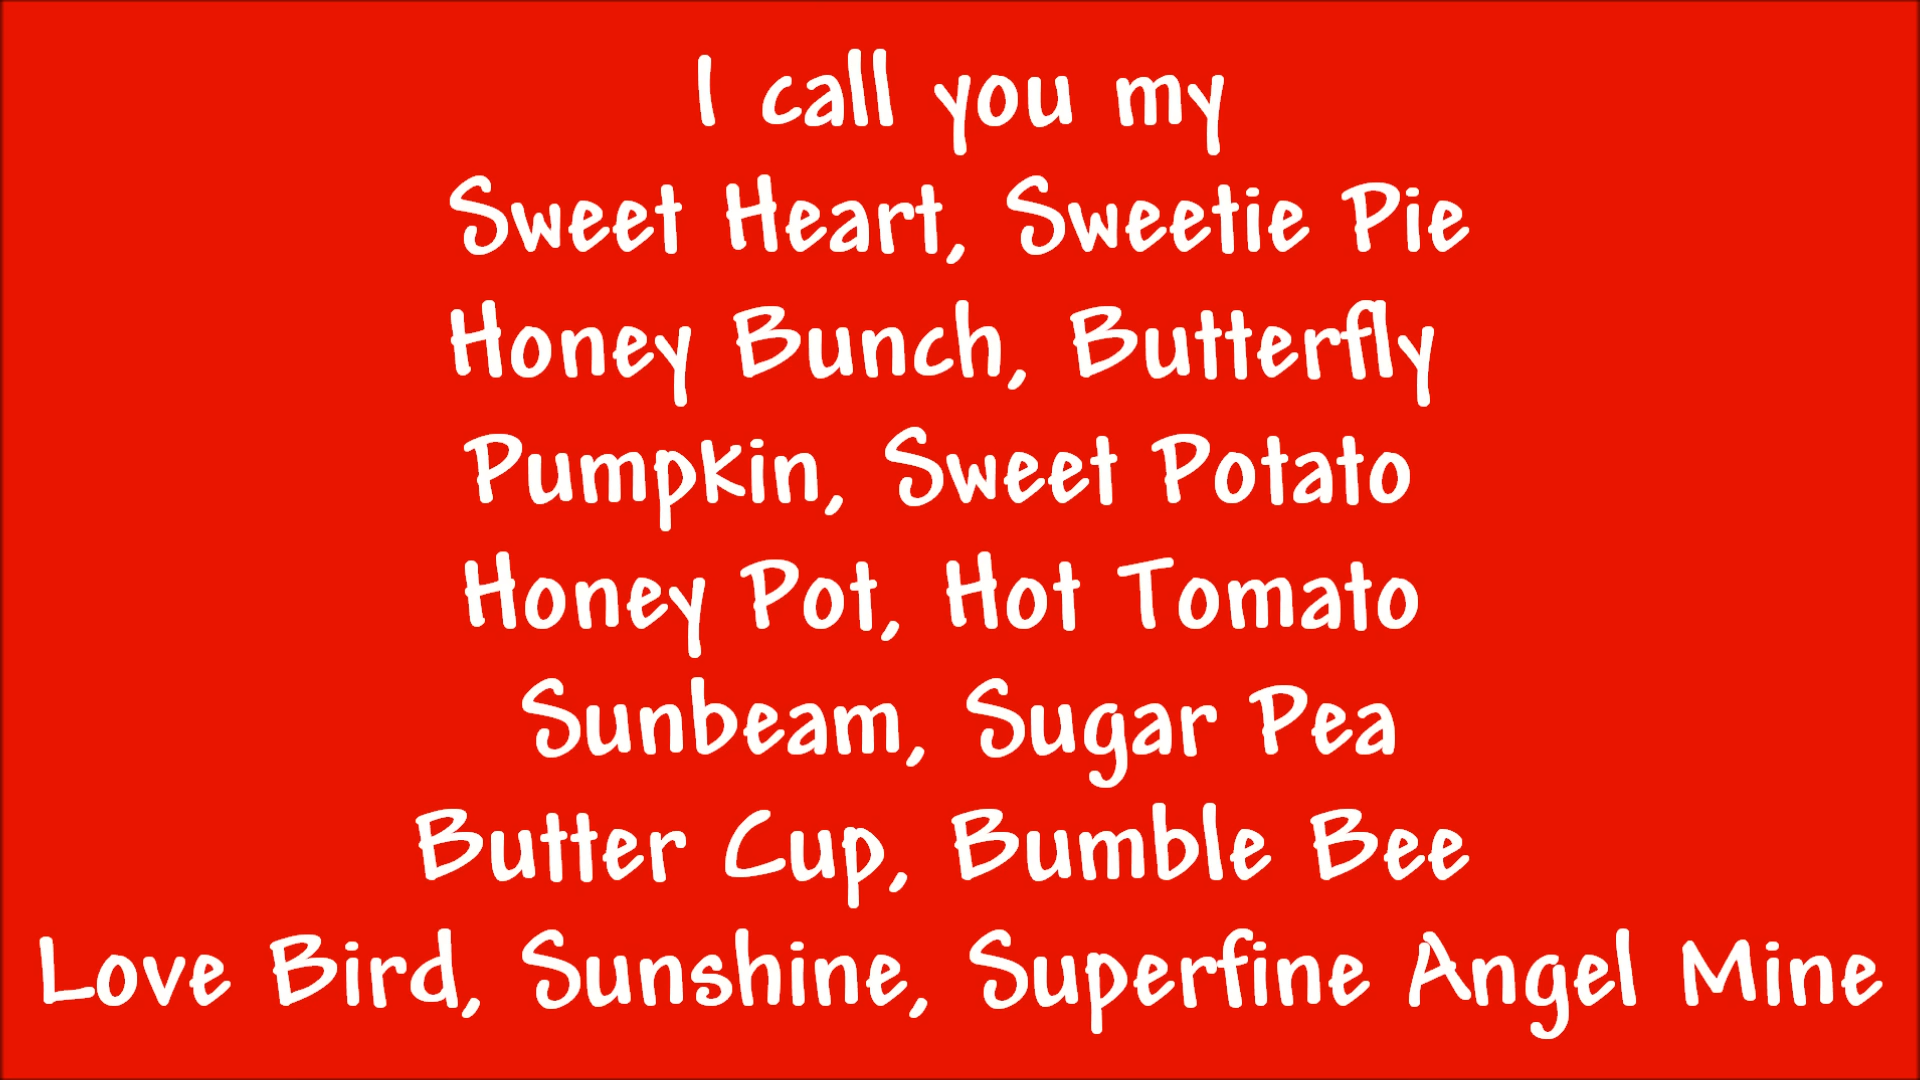 I call you my
Sweet Heart, Sweetie Pie
Honey Bunch, Butterfly
Pumpkin, Sweet Potato
Honey Pot, Hot Tomato
Sunbeam, Sugar Pea
Butter Cup, Bumble Bee
Love Bird, Sunshine, Superfine Angel Mine